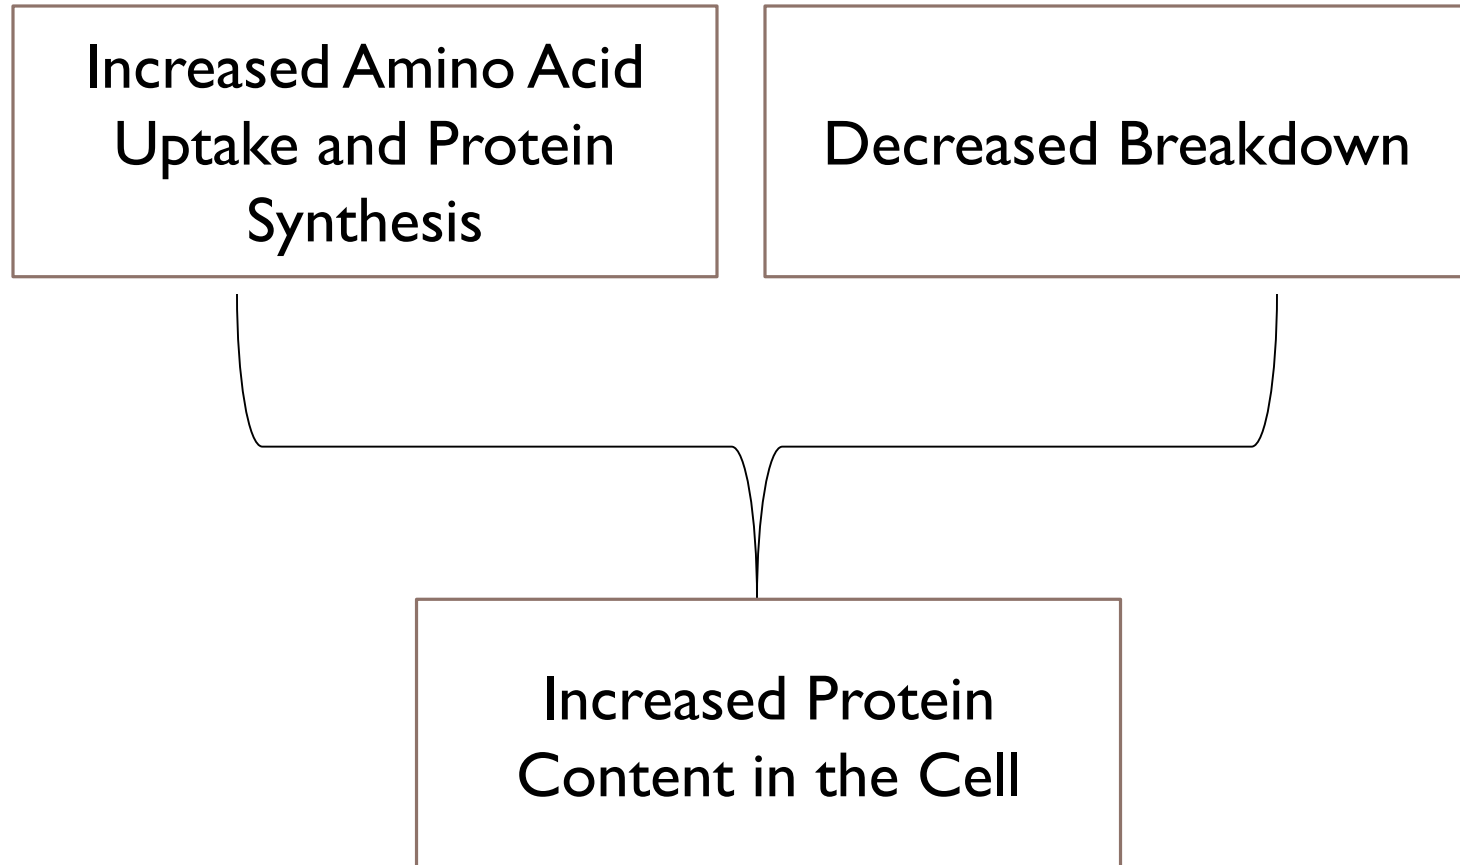 Increased Amino Acid
Uptake and Protein
Synthesis
Decreased Breakdown
Increased Protein
Content in the Cell